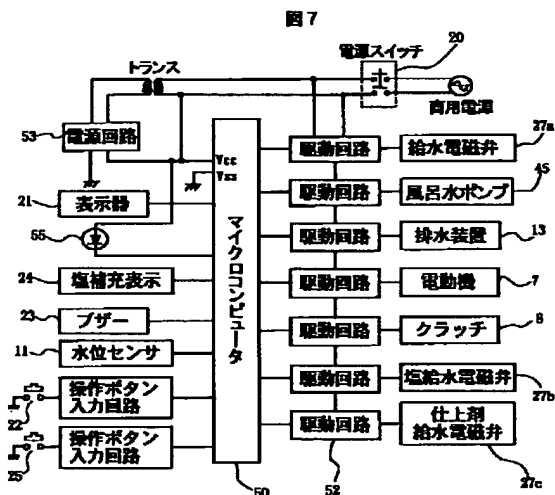 図7
電源スイッチ
20
トランス
商用電源
53
電源回路
27a
駆動回路
給水電磁弁
Vcc
Vss
45
21
表示器
駆動回路
風呂水ポンプ
55
駆動回路
排水装置
13
24
塩補充表示
マイクロコンピュータ
駆動回路
電動機
7
23
ブザー
8
11
水位センサ
駆動回路
クラッチ
22
操作ボタン
入力回路
駆動回路
塩給水電磁弁
27b
25
操作ボタン
入力回路
駆動回路
仕上剤
給水電磁弁
50
52
27c